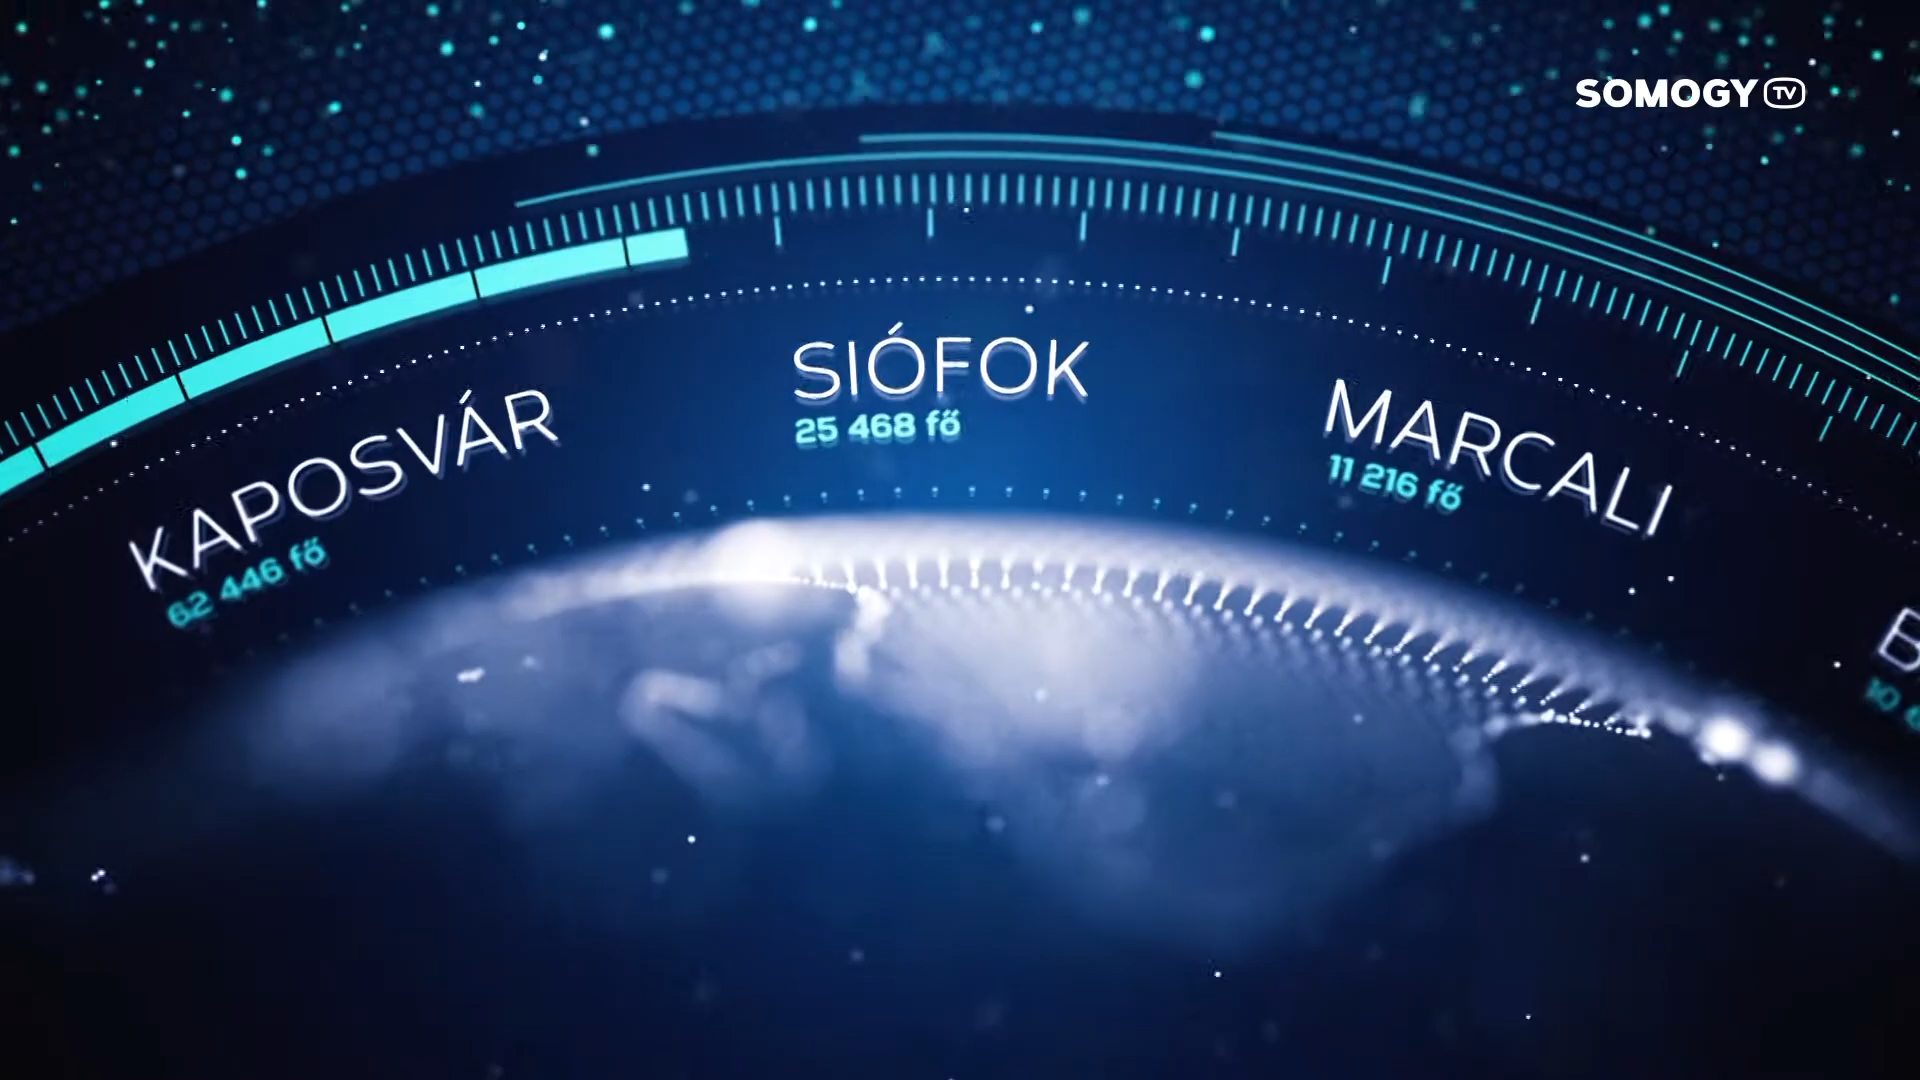 SOMOGY TV
KAPOSVÁR
62 446 fő
SIÓFOK
25 468 fő
MARCALI
11 216 fő